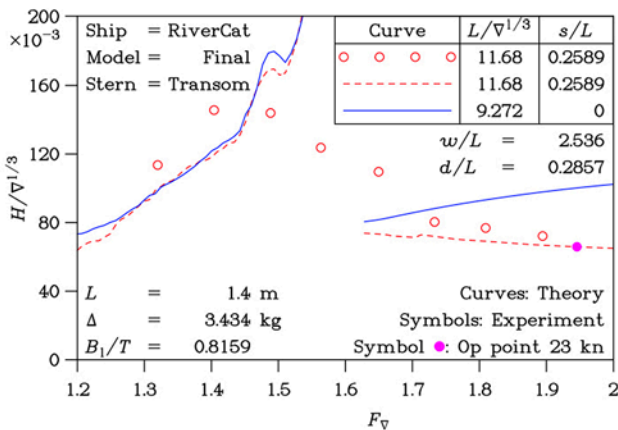 200
×10⁻³
160
120
80
40
0
H/∇^1/3
Ship = RiverCat
Model = Final
Stern = Transom
Curve L/∇^1/3 s/L
11.68 0.2589
11.68 0.2589
9.272 0
w/L = 2.536
d/L = 0.2857
L = 1.4 m
Δ = 3.434 kg
B₁/T = 0.8159
Curves: Theory
Symbols: Experiment
Symbol ●: Op point 23 kn
1.2 1.3 1.4 1.5 1.6 1.7 1.8 1.9 2
F∇